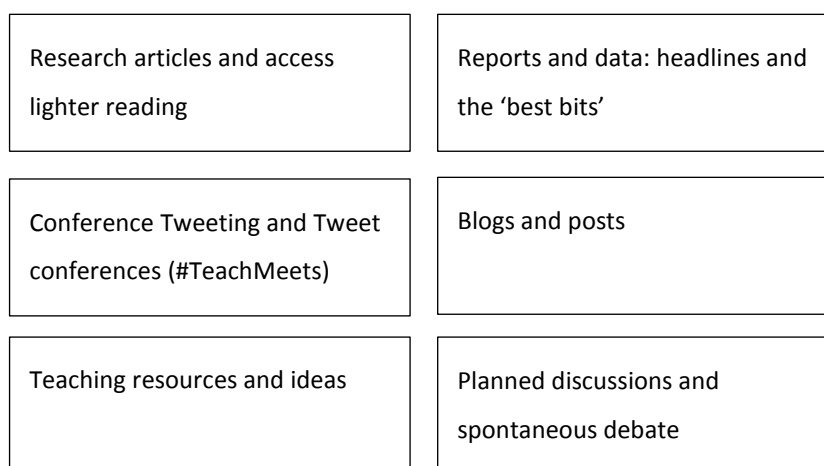 Research articles and access
lighter reading
Reports and data: headlines and
the ‘best bits’
Conference Tweeting and Tweet
conferences (#TeachMeets)
Blogs and posts
Teaching resources and ideas
Planned discussions and
spontaneous debate